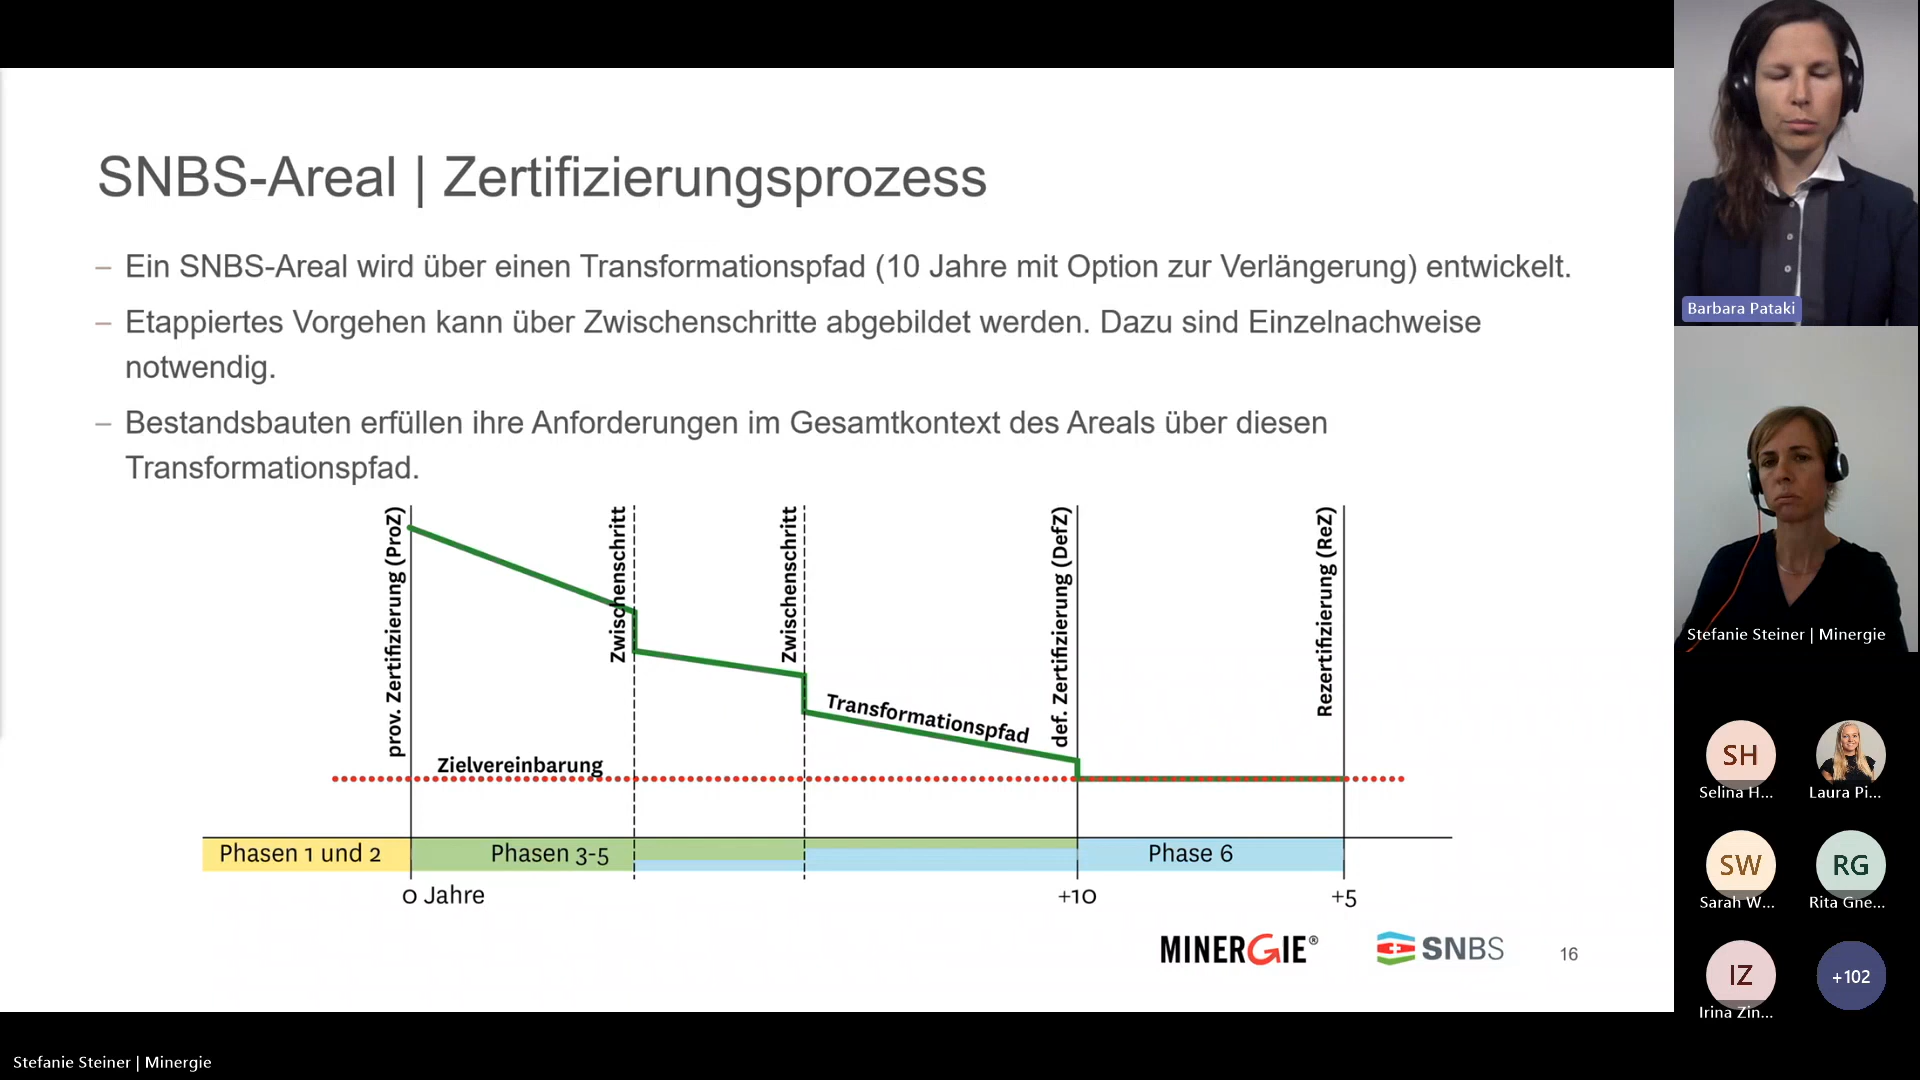 SNBS-Areal | Zertifizierungsprozess
– Ein SNBS-Areal wird über einen Transformationspfad (10 Jahre mit Option zur Verlängerung) entwickelt.
– Etappiertes Vorgehen kann über Zwischenschritte abgebildet werden. Dazu sind Einzelnachweise
notwendig.
– Bestandsbauten erfüllen ihre Anforderungen im Gesamtkontext des Areals über diesen
Transformationspfad.
prov. Zertifizierung (ProZ)
Zwischenschritt
Zwischenschritt
def. Zertifizierung (DefZ)
Rezertifizierung (ReZ)
Transformationspfad
Zielvereinbarung
Phasen 1 und 2
Phasen 3-5
Phase 6
0 Jahre
+10
+5
MINERGIE®
SNBS
16
Barbara Pataki
Stefanie Steiner | Minergie
SH
Selina H...
Laura Pi...
SW
Sarah W...
RG
Rita Gne...
IZ
Irina Zin...
+102
Stefanie Steiner | Minergie